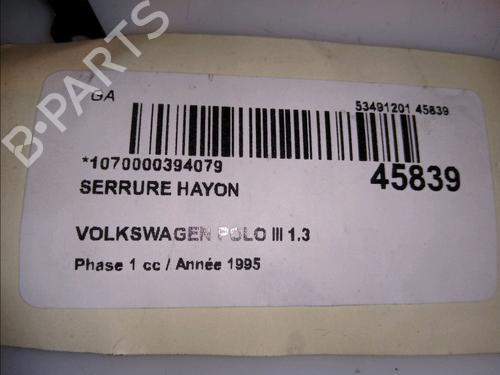 B-PARTS
GA
53491201 45839
*1070000394079
45839
SERRURE HAYON
VOLKSWAGEN POLO III 1.3
Phase 1 cc / Année 1995